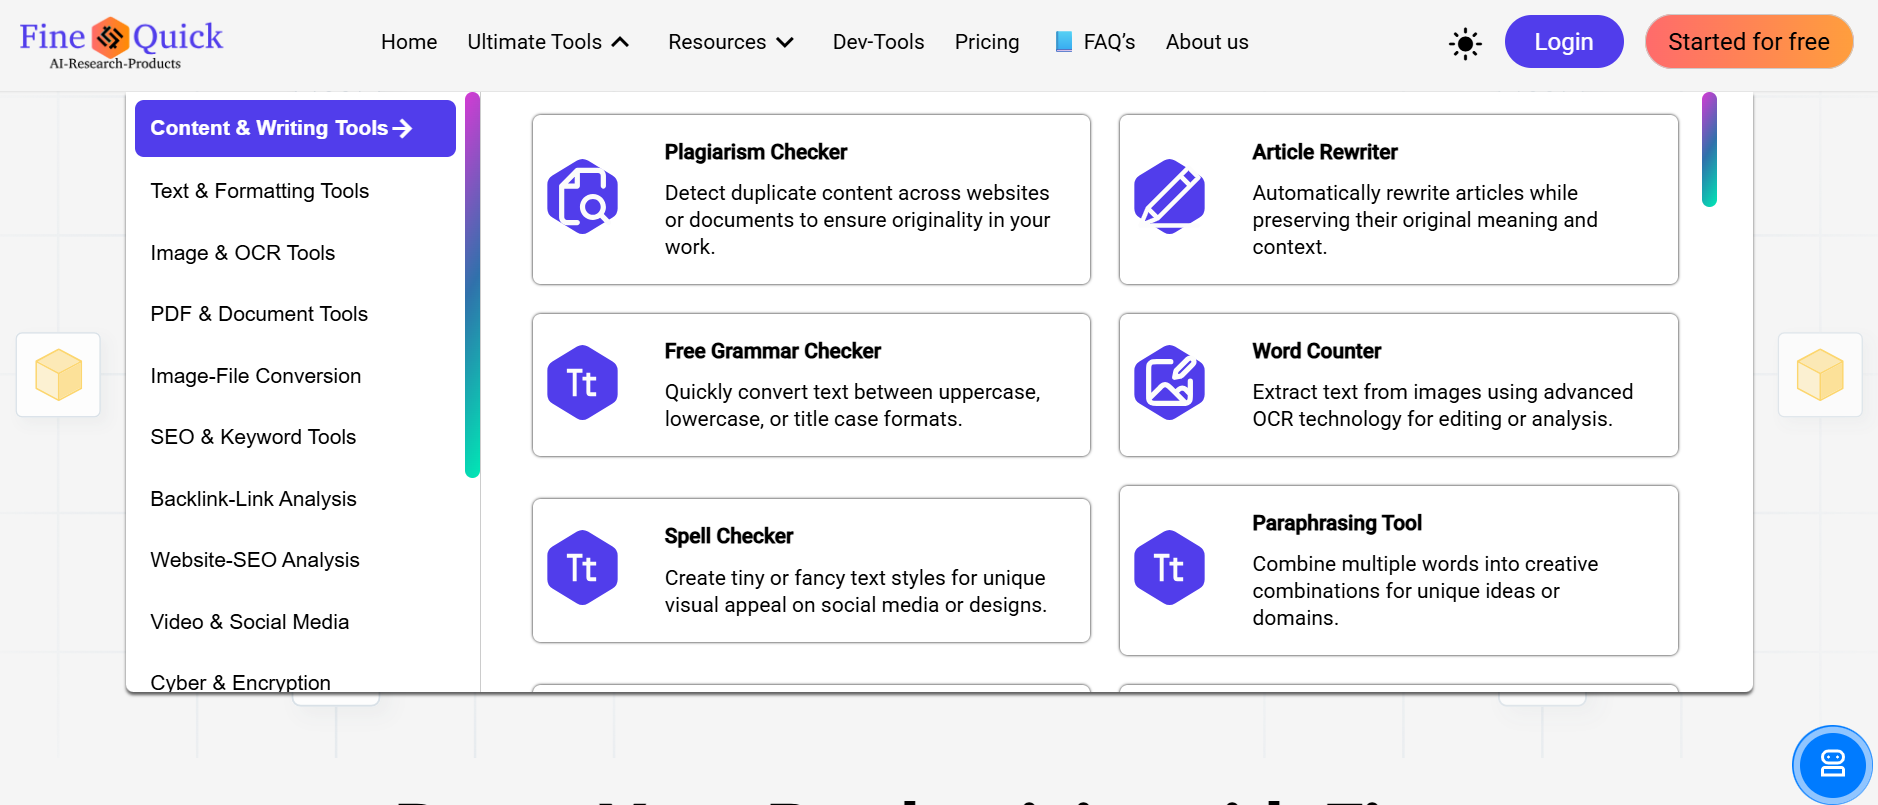 Fine Quick
AI-Research-Products
Home
Ultimate Tools
Resources
Dev-Tools
Pricing
FAQ’s
About us
Login
Started for free
Content & Writing Tools
Text & Formatting Tools
Image & OCR Tools
PDF & Document Tools
Image-File Conversion
SEO & Keyword Tools
Backlink-Link Analysis
Website-SEO Analysis
Video & Social Media
Cyber & Encryption
Plagiarism Checker
Detect duplicate content across websites
or documents to ensure originality in your
work.
Article Rewriter
Automatically rewrite articles while
preserving their original meaning and
context.
Tt
Free Grammar Checker
Quickly convert text between uppercase,
lowercase, or title case formats.
Word Counter
Extract text from images using advanced
OCR technology for editing or analysis.
Tt
Spell Checker
Create tiny or fancy text styles for unique
visual appeal on social media or designs.
Tt
Paraphrasing Tool
Combine multiple words into creative
combinations for unique ideas or
domains.